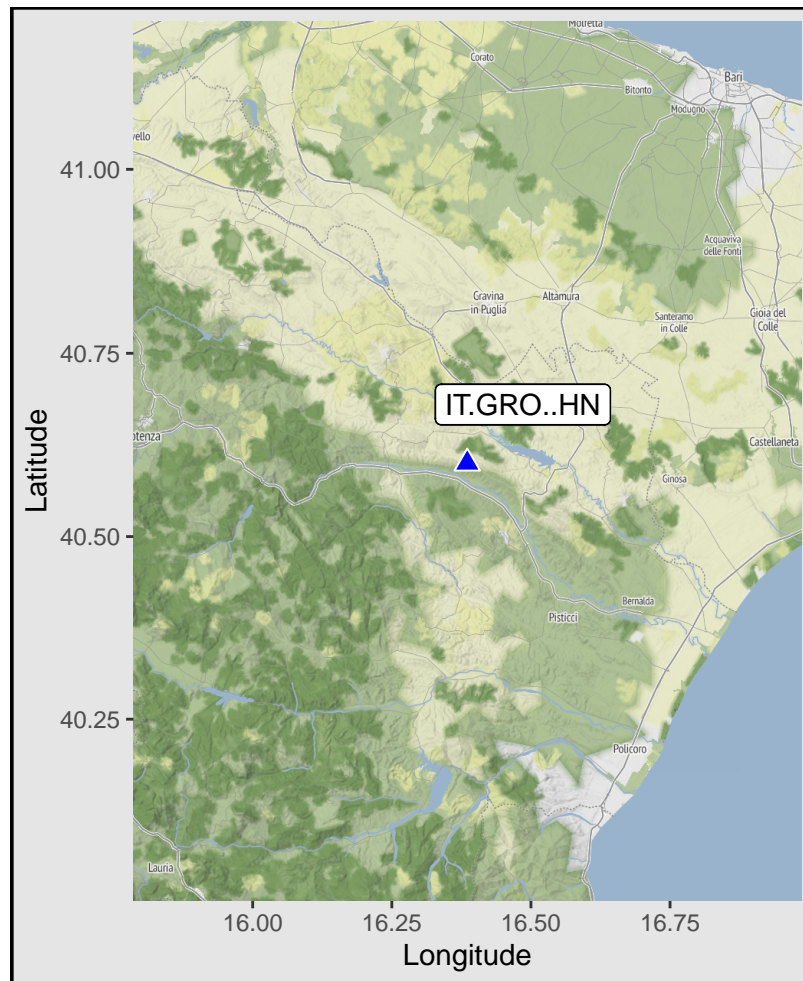 Molfetta
Corato
Bari
Bitonto
Modugno
vello
41.00
Acquaviva
delle Fonti
Gravina
in Puglia
Altamura
Santeramo
in Colle
Gioia del
Colle
40.75
IT.GRO..HN
otenza
Castellaneta
Ginosa
Latitude
40.50
Bernalda
Pisticci
40.25
Policoro
Lauria
16.00
16.25
16.50
16.75
Longitude